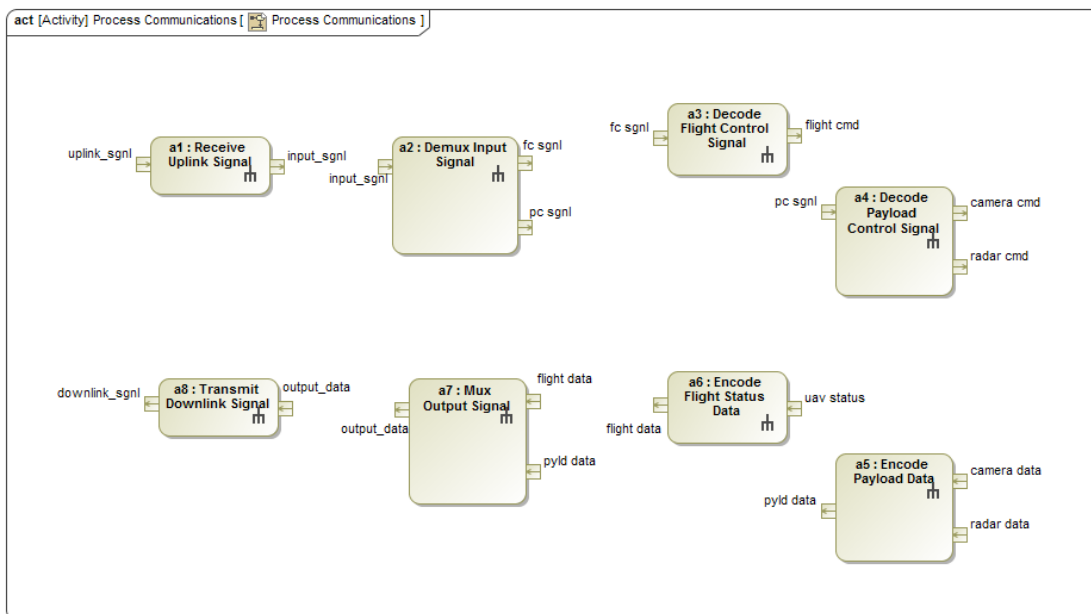 act [Activity] Process Communications [ Process Communications ]
uplink_sgnl
a1 : Receive
Uplink Signal
input_sgnl
input_sgnl
a2 : Demux Input
Signal
fc sgnl
pc sgnl
fc sgnl
a3 : Decode
Flight Control
Signal
flight cmd
pc sgnl
a4 : Decode
Payload
Control Signal
camera cmd
radar cmd
downlink_sgnl
a8 : Transmit
Downlink Signal
output_data
output_data
a7 : Mux
Output Signal
flight data
pyld data
flight data
a6 : Encode
Flight Status
Data
uav status
pyld data
a5 : Encode
Payload Data
camera data
radar data